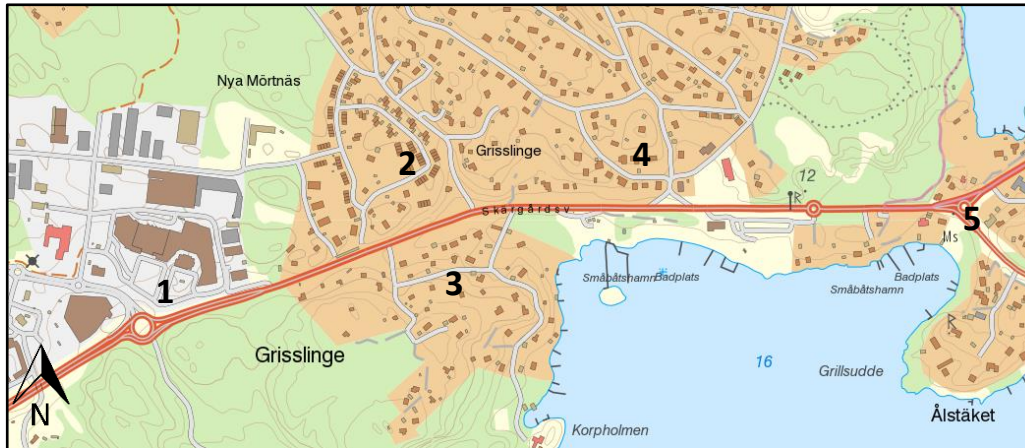 Nya Mörtnäs
2
Grisslinge
4
12
Skärgårdsv.
5
Ms
1
3
Småbåtshamn
Badplats
Badplats
Småbåtshamn
Grisslinge
16
Grillsudde
N
Ålstäket
Korpholmen